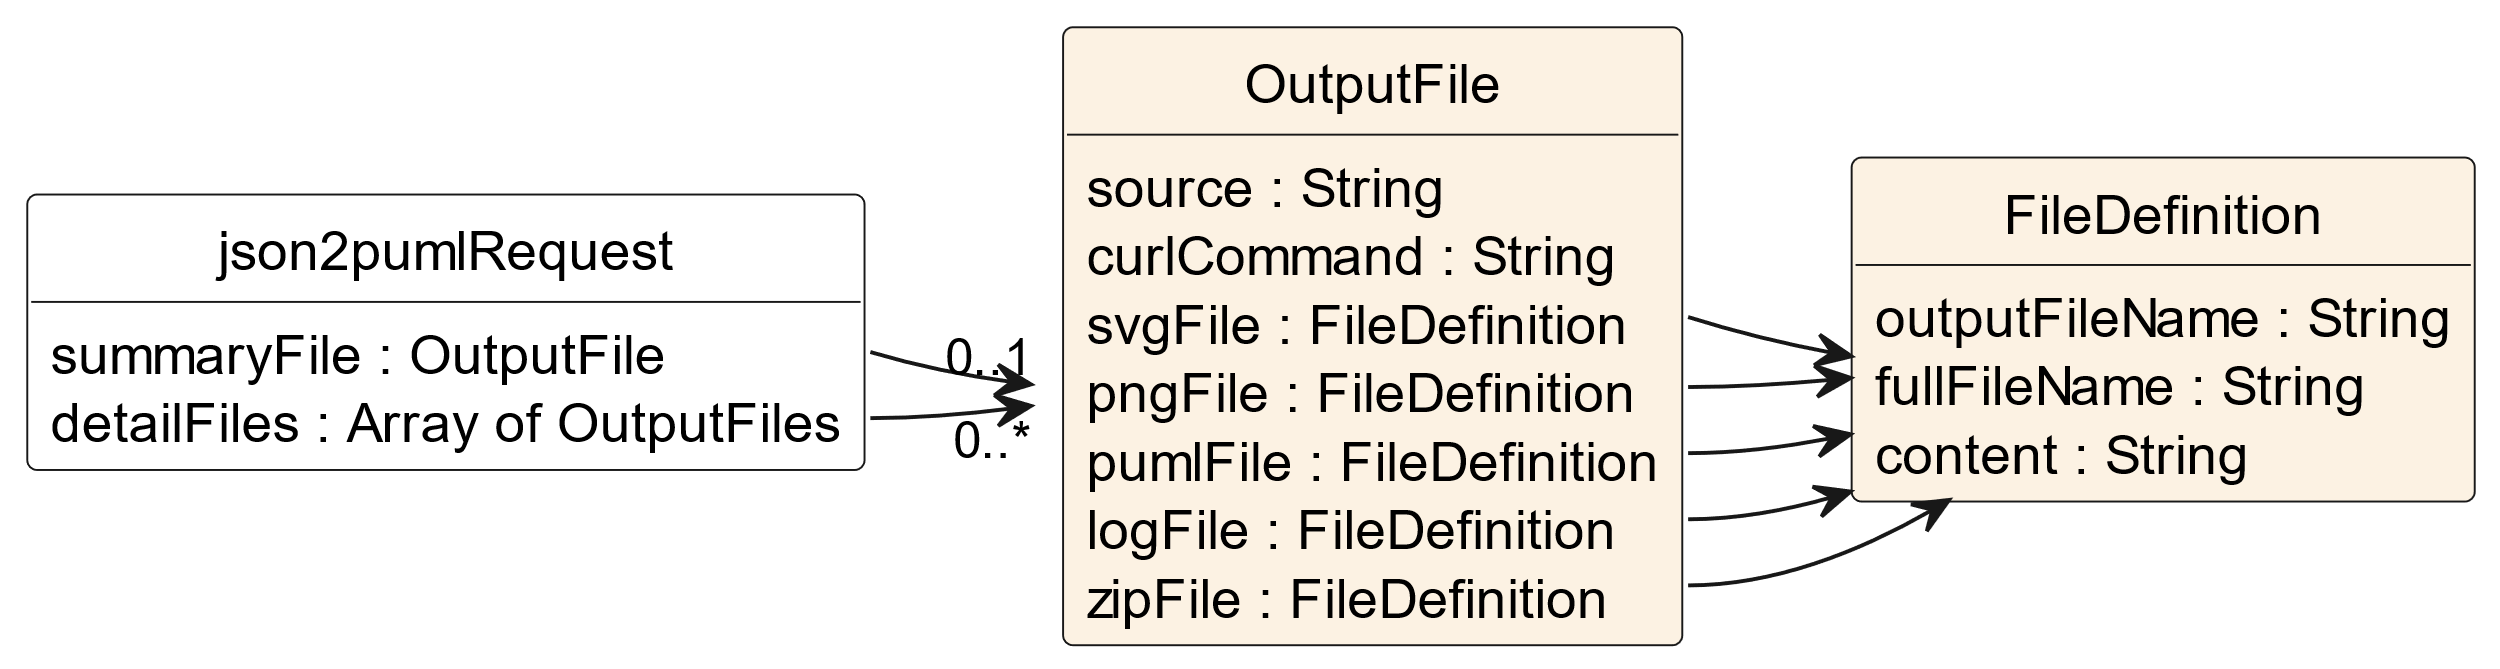 json2pumlRequest
summaryFile : OutputFile
detailFiles : Array of OutputFiles
0..1
0..*
OutputFile
source : String
curlCommand : String
svgFile : FileDefinition
pngFile : FileDefinition
pumlFile : FileDefinition
logFile : FileDefinition
zipFile : FileDefinition
FileDefinition
outputFileName : String
fullFileName : String
content : String